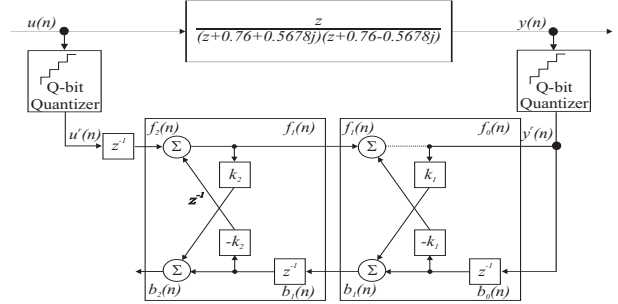 u(n)
z
y(n)
(z+0.76+0.5678j)(z+0.76-0.5678j)
Q-bit
Quantizer
Q-bit
Quantizer
u^r(n)
f₂(n)
f₁(n)
f₁(n)
f₀(n)
y^r(n)
z⁻¹
Σ
Σ
k₂
k₁
z⁻¹
-k₂
-k₁
Σ
z⁻¹
Σ
z⁻¹
b₂(n)
b₁(n)
b₁(n)
b₀(n)